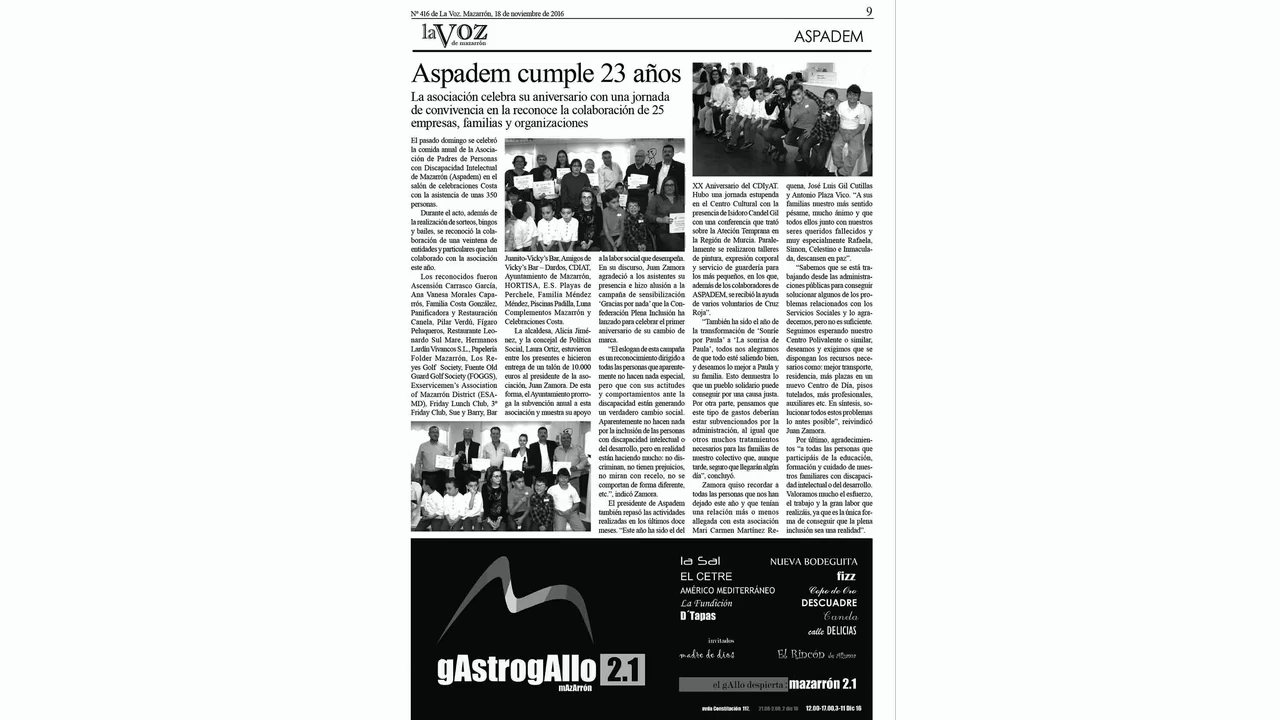 Nº 416 de La Voz. Mazarrón, 18 de noviembre de 2016
9
la Voz
de mazarrón
ASPADEM
Aspadem cumple 23 años
La asociación celebra su aniversario con una jornada
de convivencia en la reconoce la colaboración de 25
empresas, familias y organizaciones
El pasado domingo se celebró
la comida anual de la Asocia-
ción de Padres de Personas
con Discapacidad Intelectual
de Mazarrón (Aspadem) en el
salón de celebraciones Costa
con la asistencia de unas 350
personas.
Durante el acto, además de
la realización de sorteos, bingos
y bailes, se reconoció la cola-
boración de una veintena de
entidades y particulares que han
colaborado con la asociación
este año.
Los reconocidos fueron
Ascensión Carrasco García,
Ana Vanesa Morales Capa-
rrós, Familia Costa González,
Panificadora y Restauración
Canela, Pilar Verdú, Fígaro
Peluqueros, Restaurante Leo-
nardo Sul Mare, Hermanos
Lardín Vivancos S.L., Papelería
Folder Mazarrón, Los Re-
yes Golf Society, Fuente Old
Guard Golf Society (FOGGS),
Exservicemen's Association
of Mazarrón District (ESA-
MD), Friday Lunch Club, 3º
Friday Club, Sue y Barry, Bar
Juanito-Vicky's Bar, Amigos de
Vicky's Bar – Dardos, CDIAT,
Ayuntamiento de Mazarrón,
HORTISA, E.S. Playas de
Perchele, Familia Méndez
Méndez, Piscinas Padilla, Luna
Complementos Mazarrón y
Celebraciones Costa.
La alcaldesa, Alicia Jimé-
nez, y la concejal de Política
Social, Laura Ortiz, estuvieron
entre los presentes e hicieron
entrega de un talón de 10.000
euros al presidente de la aso-
ciación, Juan Zamora. De esta
forma, el Ayuntamiento prorro-
ga la subvención anual a esta
asociación y muestra su apoyo
a la labor social que desempeña.
En su discurso, Juan Zamora
agradeció a los asistentes su
presencia e hizo alusión a la
campaña de sensibilización
'Gracias por nada' que la Con-
federación Plena Inclusión ha
lanzado para celebrar el primer
aniversario de su cambio de
marca.
"El eslogan de esta campaña
es un reconocimiento dirigido a
todas las personas que aparente-
mente no hacen nada especial,
pero que con sus actitudes
y comportamientos ante la
discapacidad están generando
un verdadero cambio social.
Aparentemente no hacen nada
por la inclusión de las personas
con discapacidad intelectual o
del desarrollo, pero en realidad
están haciendo mucho: no dis-
criminan, no tienen prejuicios,
no miran con recelo, no se
comportan de forma diferente,
etc.", indicó Zamora.
El presidente de Aspadem
también repasó las actividades
realizadas en los últimos doce
meses. "Este año ha sido el del
XX Aniversario del CDIyAT.
Hubo una jornada estupenda
en el Centro Cultural con la
presencia de Isidoro Candel Gil
con una conferencia que trató
sobre la Ateción Temprana en
la Región de Murcia. Parale-
lamente se realizaron talleres
de pintura, expresión corporal
y servicio de guardería para
los más pequeños, en los que,
además de los colaboradores de
ASPADEM, se recibió la ayuda
de varios voluntarios de Cruz
Roja".
"También ha sido el año de
la transformación de 'Sonríe
por Paula' a 'La sonrisa de
Paula', todos nos alegramos
de que todo esté saliendo bien,
y deseamos lo mejor a Paula y
su familia. Esto demuestra lo
que un pueblo solidario puede
conseguir por una causa justa.
Por otra parte, pensamos que
este tipo de gastos deberían
estar subvencionados por la
administración, al igual que
otros muchos tratamientos
necesarios para las familias de
nuestro colectivo que, aunque
tarde, seguro que llegarán algún
día", concluyó.
Zamora quiso recordar a
todas las personas que nos han
dejado este año y que tenían
una relación más o menos
allegada con esta asociación
Mari Carmen Martínez Re-
quena, José Luis Gil Cutillas
y Antonio Plaza Vico. "A sus
familias nuestro más sentido
pésame, mucho ánimo y que
todos ellos junto con nuestros
seres queridos fallecidos y
muy especialmente Rafaela,
Simon, Celestino e Inmacula-
da, descansen en paz".
"Sabemos que se está tra-
bajando desde las administra-
ciones públicas para conseguir
solucionar algunos de los pro-
blemas relacionados con los
Servicios Sociales y lo agra-
decemos, pero no es suficiente.
Seguimos esperando nuestro
Centro Polivalente o similar,
deseamos y exigimos que se
dispongan los recursos nece-
sarios como: mejor transporte,
residencia, más plazas en un
nuevo Centro de Día, pisos
tutelados, más profesionales,
auxiliares etc. En síntesis, so-
lucionar todos estos problemas
lo antes posible", reivindicó
Juan Zamora.
Por último, agradecimien-
tos "a todas las personas que
participáis de la educación,
formación y cuidado de nues-
tros familiares con discapaci-
dad intelectual o del desarrollo.
Valoramos mucho el esfuerzo,
el trabajo y la gran labor que
realizáis, ya que es la única for-
ma de conseguir que la plena
inclusión sea una realidad".
gAstrogAllo 2.1
mAzArrón
la Sal
EL CETRE
AMÉRICO MEDITERRÁNEO
La Fundición
D´Tapas
NUEVA BODEGUITA
fizz
Copo de Oro
DESCUADRE
Canda
calle DELICIAS
invitados
madre de dios
El Rincón de Alfonso
el gAllo despierta: mazarrón 2.1
avda Constitución 117, 21.00-2.00, 2 dic 16 12.00-17.00,3-11 Dic 16